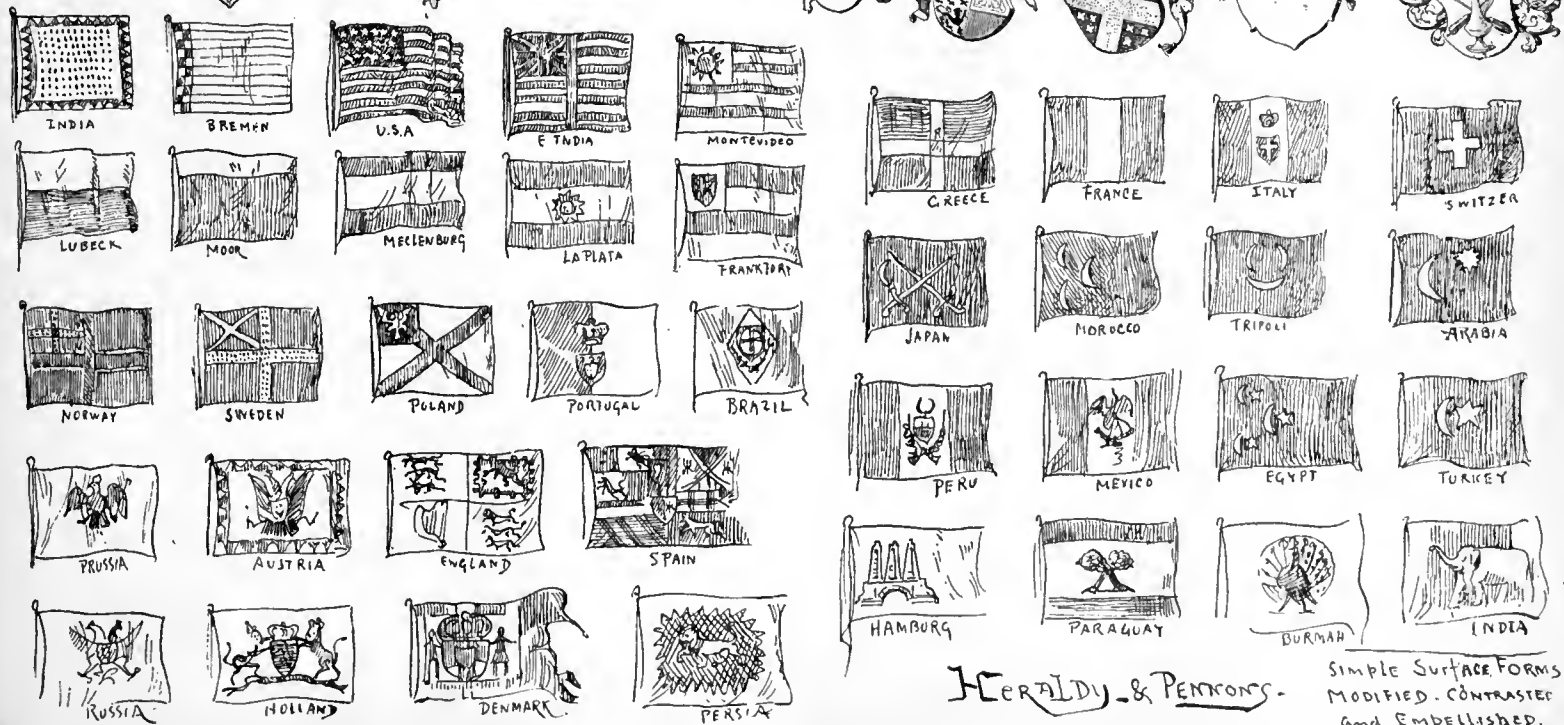 INDIA
BREMEN
U.S.A
E INDIA
MONTEVIDEO
LUBECK
MOOR
MECLENBURG
LA PLATA
FRANKFORT
NORWAY
SWEDEN
POLAND
PORTUGAL
BRAZIL
PRUSSIA
AUSTRIA
ENGLAND
SPAIN
RUSSIA
HOLLAND
DENMARK
PERSIA
GREECE
FRANCE
ITALY
SWITZER
JAPAN
MOROCCO
TRIPOLI
ARABIA
PERU
MEXICO
EGYPT
TURKEY
HAMBURG
PARAGUAY
BURMAH
INDIA
HERALDY & PENNONS.
SIMPLE SURFACE FORMS
MODIFIED. CONTRASTED
and EMBELLISHED.